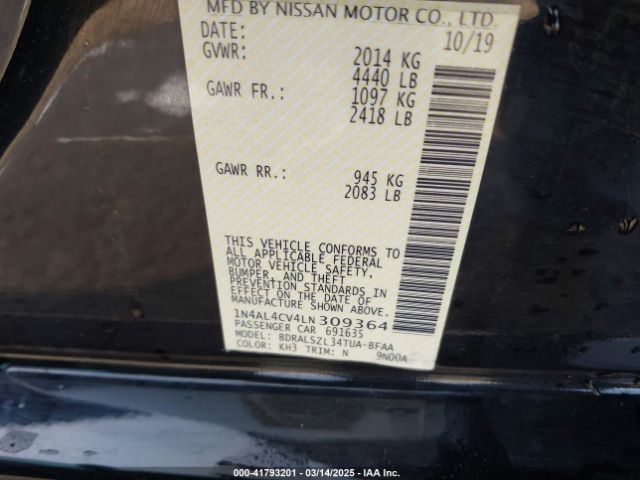 MFD BY NISSAN MOTOR CO., LTD.
DATE: 10/19
GVWR: 2014 KG
4440 LB
GAWR FR.: 1097 KG
2418 LB
GAWR RR.: 945 KG
2083 LB
THIS VEHICLE CONFORMS TO
ALL APPLICABLE FEDERAL
MOTOR VEHICLE SAFETY,
BUMPER, AND THEFT
PREVENTION STANDARDS IN
EFFECT ON THE DATE OF
MANUFACTURE SHOWN ABOVE.
1N4AL4CV4LN 309364
PASSENGER CAR 691635
MODEL: BDRALSZL34TUA-BFAA
COLOR: KH3 TRIM: N 9N00A
000-41793201 - 03/14/2025 - IAA Inc.